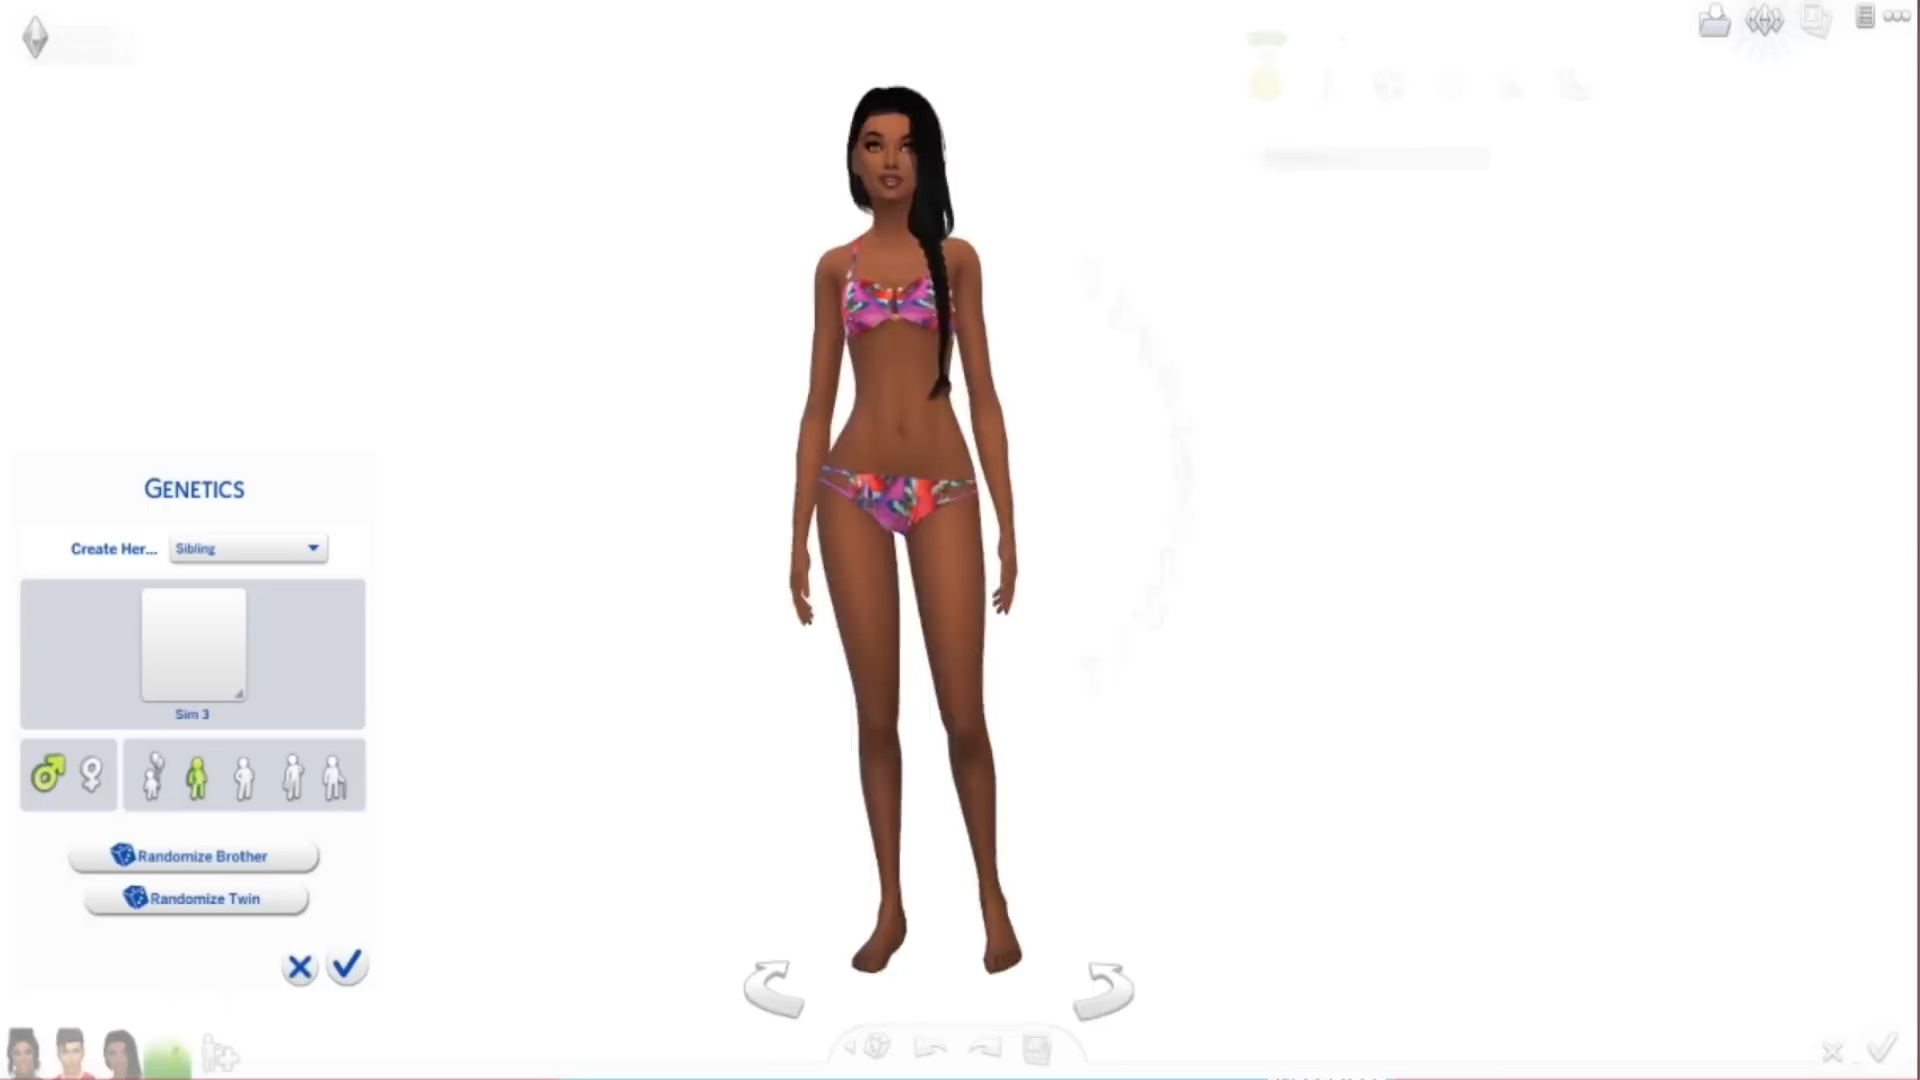 GENETICS
Create Her... Sibling
Sim 3
Randomize Brother
Randomize Twin